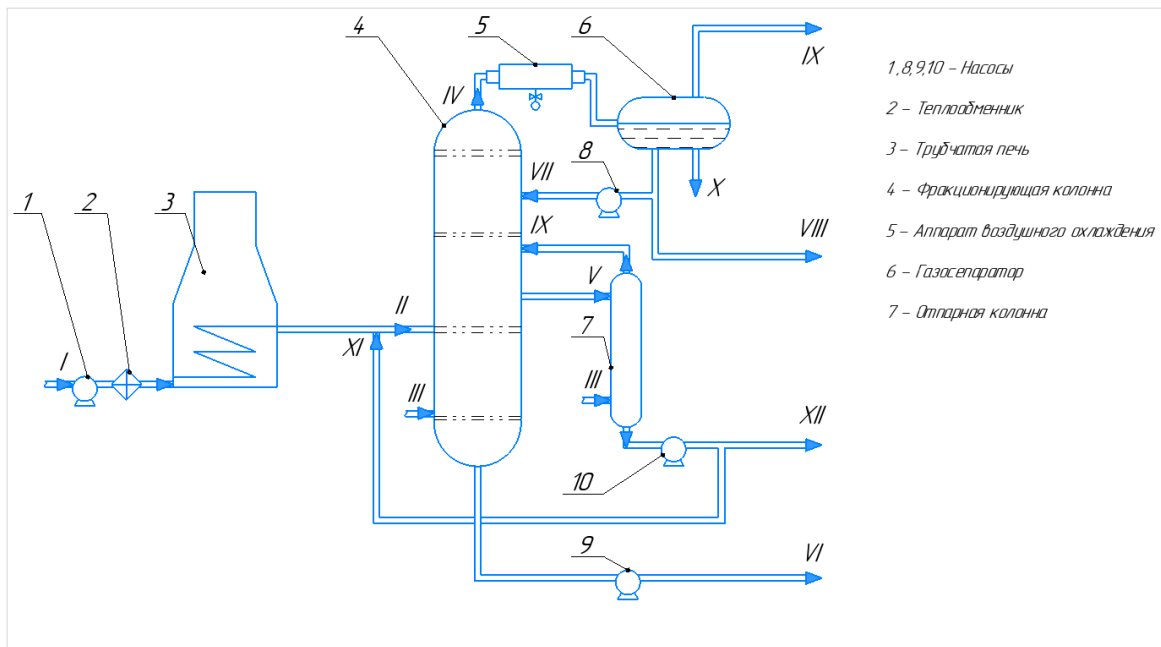 4
5
6
IX
1,8,9,10 – Насосы
IV
2 – Теплообменник
3 – Трубчатая печь
8
VII
X
4 – Фракционирующая колонна
1
2
3
IX
VIII
5 – Аппарат воздушного охлаждения
V
6 – Газосепаратор
II
7
7 – Отпарная колонна
XI
I
III
III
XII
10
9
VI